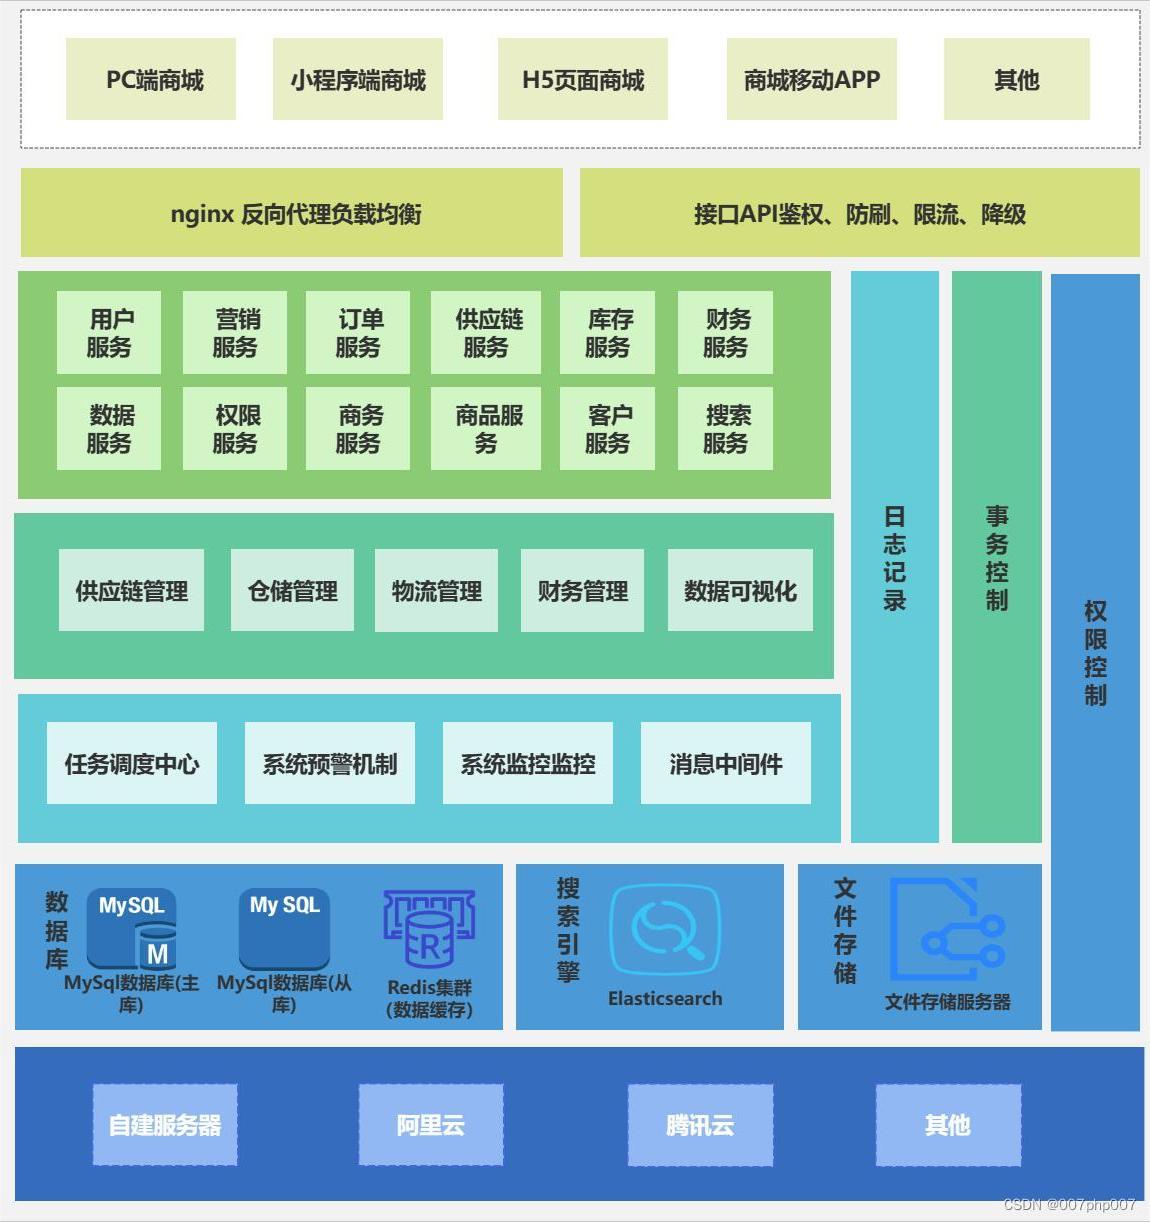 PC端商城
小程序端商城
H5页面商城
商城移动APP
其他
nginx 反向代理负载均衡
接口API鉴权、防刷、限流、降级
用户
服务
营销
服务
订单
服务
供应链
服务
库存
服务
财务
服务
数据
服务
权限
服务
商务
服务
商品服
务
客户
服务
搜索
服务
供应链管理
仓储管理
物流管理
财务管理
数据可视化
任务调度中心
系统预警机制
系统监控监控
消息中间件
日志记录
事务控制
权限控制
数据库
MySQL
M
MySql数据库(主
库)
My SQL
MySql数据库(从
库)
R
Redis集群
(数据缓存)
搜索引擎
Elasticsearch
文件存储
文件存储服务器
自建服务器
阿里云
腾讯云
其他
CSDN @007php007